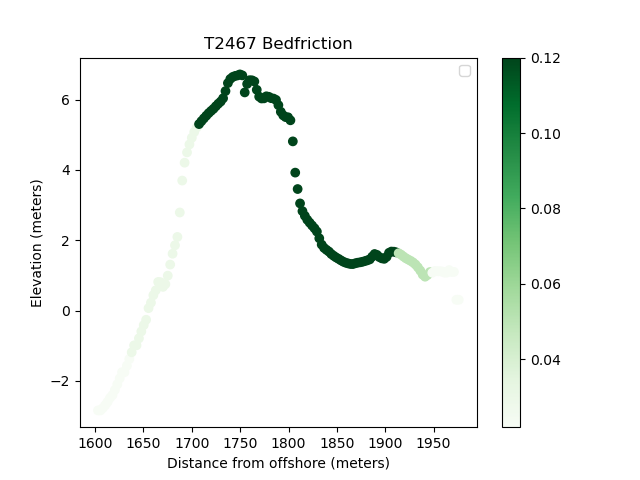 T2467 Bedfriction
Elevation (meters)
6
4
2
0
−2
1600 1650 1700 1750 1800 1850 1900 1950
Distance from offshore (meters)
0.12
0.10
0.08
0.06
0.04